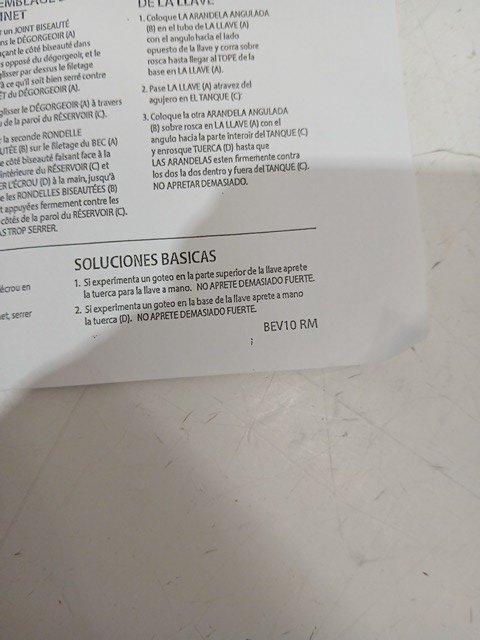 INET
r un JOINT BISEAUTÉ
ns le DÉGORGEOIR (A)
çant le côté biseauté dans
s opposé du dégorgeoir, et le
glisser par dessus le filetage
à ce qu'il soit bien serré contre
ÊT du DÉGORGEOIR (A).
glisser le DÉGORGEOIR (A) à travers
u de la paroi du RÉSERVOIR (C).
r la seconde RONDELLE
UTÉE (B) sur le filetage du BEC (A)
e côté biseauté faisant face à la
intérieure du RÉSERVOIR (C) et
ER L'ÉCROU (D) à la main, jusqu'à
e les RONDELLES BISEAUTÉES (B)
t appuyées fermement contre les
côtés de la paroi du RÉSERVOIR (C).
AS TROP SERRER.
DE LA LLAVE
1. Coloque LA ARANDELA ANGULADA
(B) en el tubo de LA LLAVE (A)
con el angulo hacia el lado
opuesto de la llave y corra sobre
rosca hasta llegar al TOPE de la
base en LA LLAVE (A).
2. Pase LA LLAVE (A) atravez del
agujero en EL TANQUE (C):
3. Coloque la otra ARANDELA ANGULADA
(B) sobre rosca en LA LLAVE (A) con el
angulo hacia la parte interoir del TANQUE (C)
y enrosque TUERCA (D) hasta que
LAS ARANDELAS esten firmemente contra
los dos la dos dentro y fuera del TANQUE (C).
NO APRETAR DEMASIADO.
écrou en
net, serrer
SOLUCIONES BASICAS
1. Si experimenta un goteo en la parte superior de la llave aprete
la tuerca para la llave a mano. NO APRETE DEMASIADO FUERTE.
2. Si experimenta un goteo en la base de la llave aprete a mano
la tuerca (D). NO APRETE DEMASIADO FUERTE.
BEV10 RM